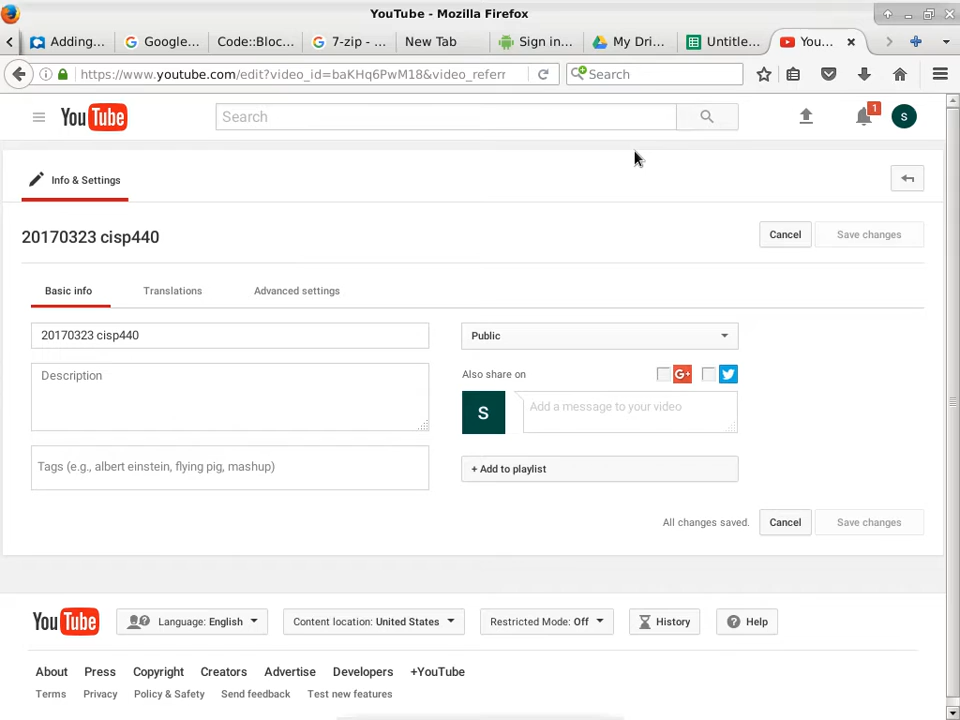 YouTube - Mozilla Firefox
Adding...
Google...
Code::Bloc...
7-zip - ...
New Tab
Sign in...
My Dri...
Untitle...
You...
https://www.youtube.com/edit?video_id=baKHq6PwM18&video_referr
Search
YouTube
Search
1
S
Info & Settings
20170323 cisp440
Cancel
Save changes
Basic info
Translations
Advanced settings
20170323 cisp440
Public
Description
Also share on
G+
S
Add a message to your video
Tags (e.g., albert einstein, flying pig, mashup)
+ Add to playlist
All changes saved.
Cancel
Save changes
YouTube
Language: English
Content location: United States
Restricted Mode: Off
History
Help
About
Press
Copyright
Creators
Advertise
Developers
+YouTube
Terms
Privacy
Policy & Safety
Send feedback
Test new features